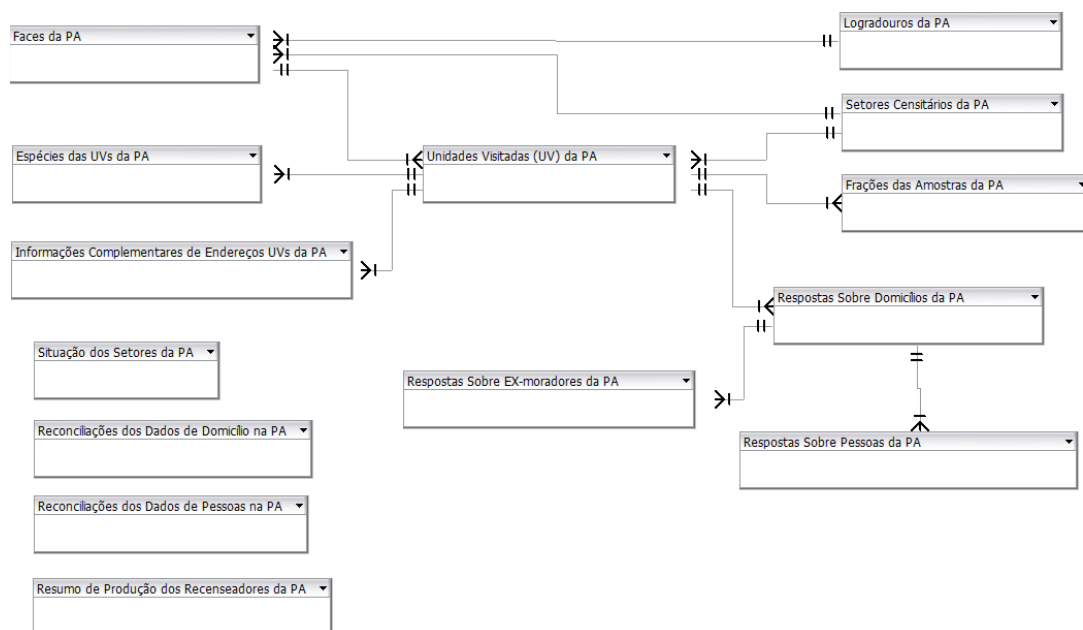 Logradouros da PA
Faces da PA
Setores Censitários da PA
Espécies das UVs da PA
Unidades Visitadas (UV) da PA
Frações das Amostras da PA
Informações Complementares de Endereços UVs da PA
Respostas Sobre Domicílios da PA
Situação dos Setores da PA
Respostas Sobre EX-moradores da PA
Reconciliações dos Dados de Domicílio na PA
Respostas Sobre Pessoas da PA
Reconciliações dos Dados de Pessoas na PA
Resumo de Produção dos Recenseadores da PA